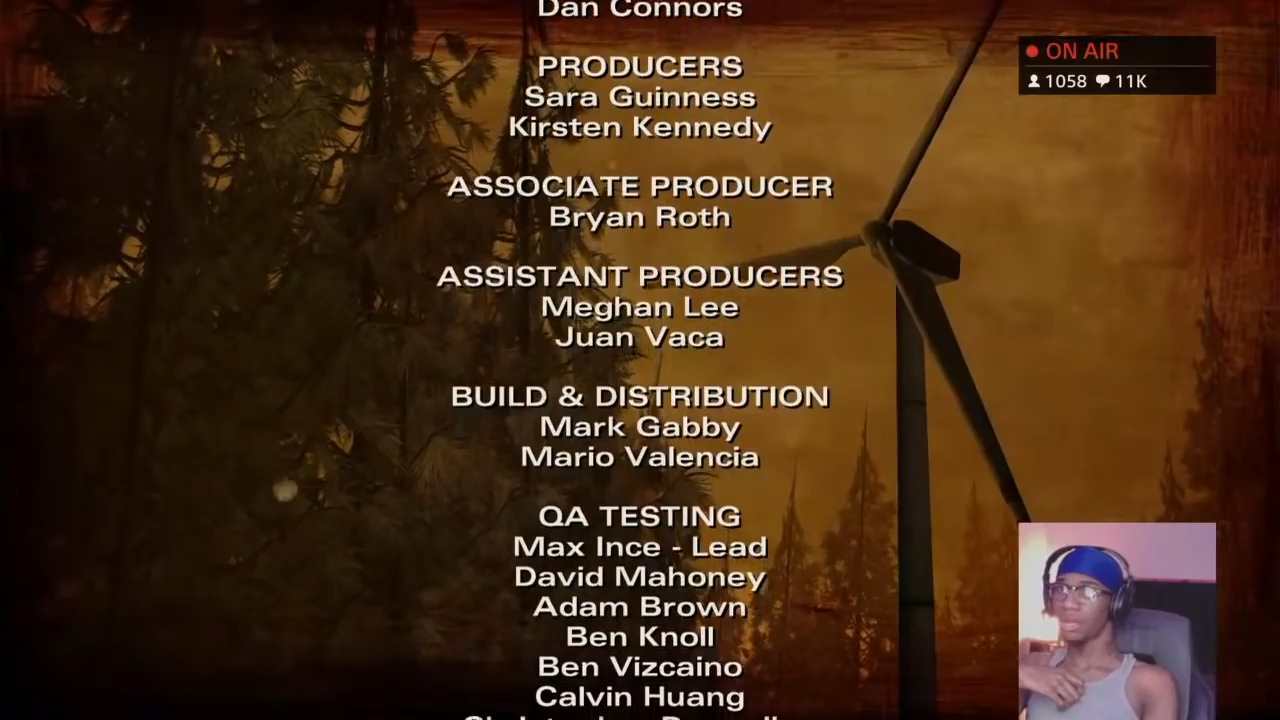 Dan Connors
PRODUCERS
Sara Guinness
Kirsten Kennedy
ASSOCIATE PRODUCER
Bryan Roth
ASSISTANT PRODUCERS
Meghan Lee
Juan Vaca
BUILD & DISTRIBUTION
Mark Gabby
Mario Valencia
QA TESTING
Max Ince - Lead
David Mahoney
Adam Brown
Ben Knoll
Ben Vizcaino
Calvin Huang
ON AIR
1058 11K